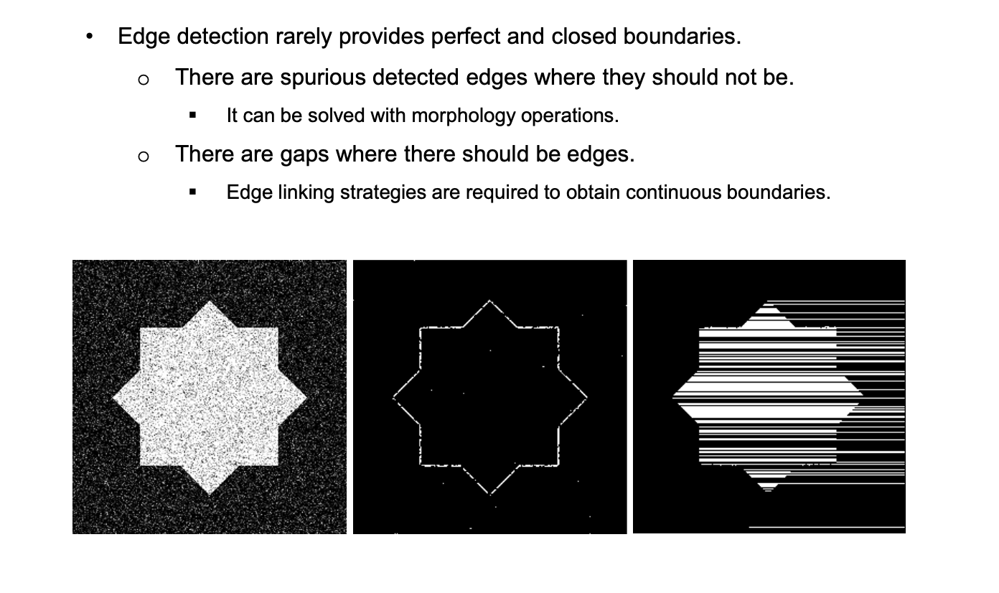 • Edge detection rarely provides perfect and closed boundaries.
o There are spurious detected edges where they should not be.
▪ It can be solved with morphology operations.
o There are gaps where there should be edges.
▪ Edge linking strategies are required to obtain continuous boundaries.